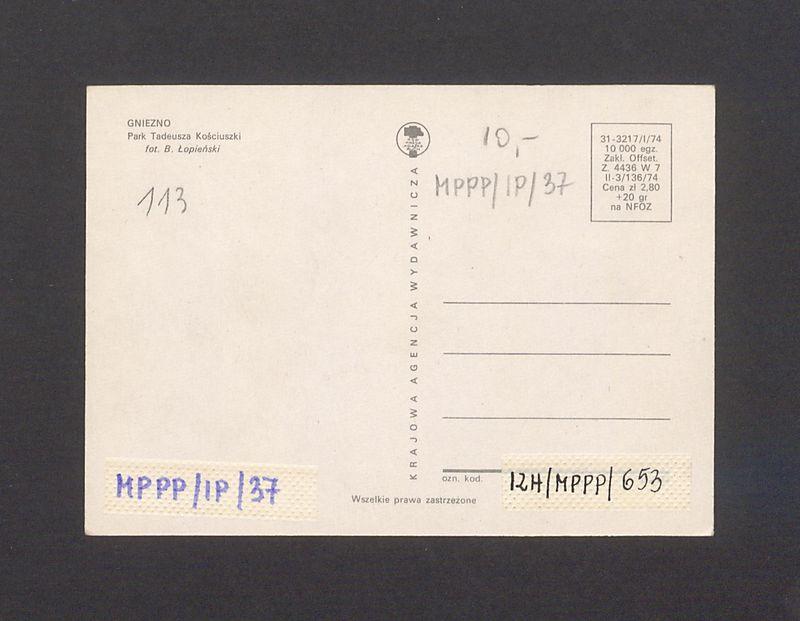 GNIEZNO
Park Tadeusza Kościuszki
fot. B. Łopieński
113
KRAJOWA AGENCJA WYDAWNICZA
10,-
MPPP/IP/37
31-3217/I/74
10 000 egz.
Zakł. Offset.
Z. 4436 W 7
II-3/136/74
Cena zł 2,80
+20 gr
na NFOZ
ozn. kod.
MPPP/IP/37
12H/MPPP/653
Wszelkie prawa zastrzeżone